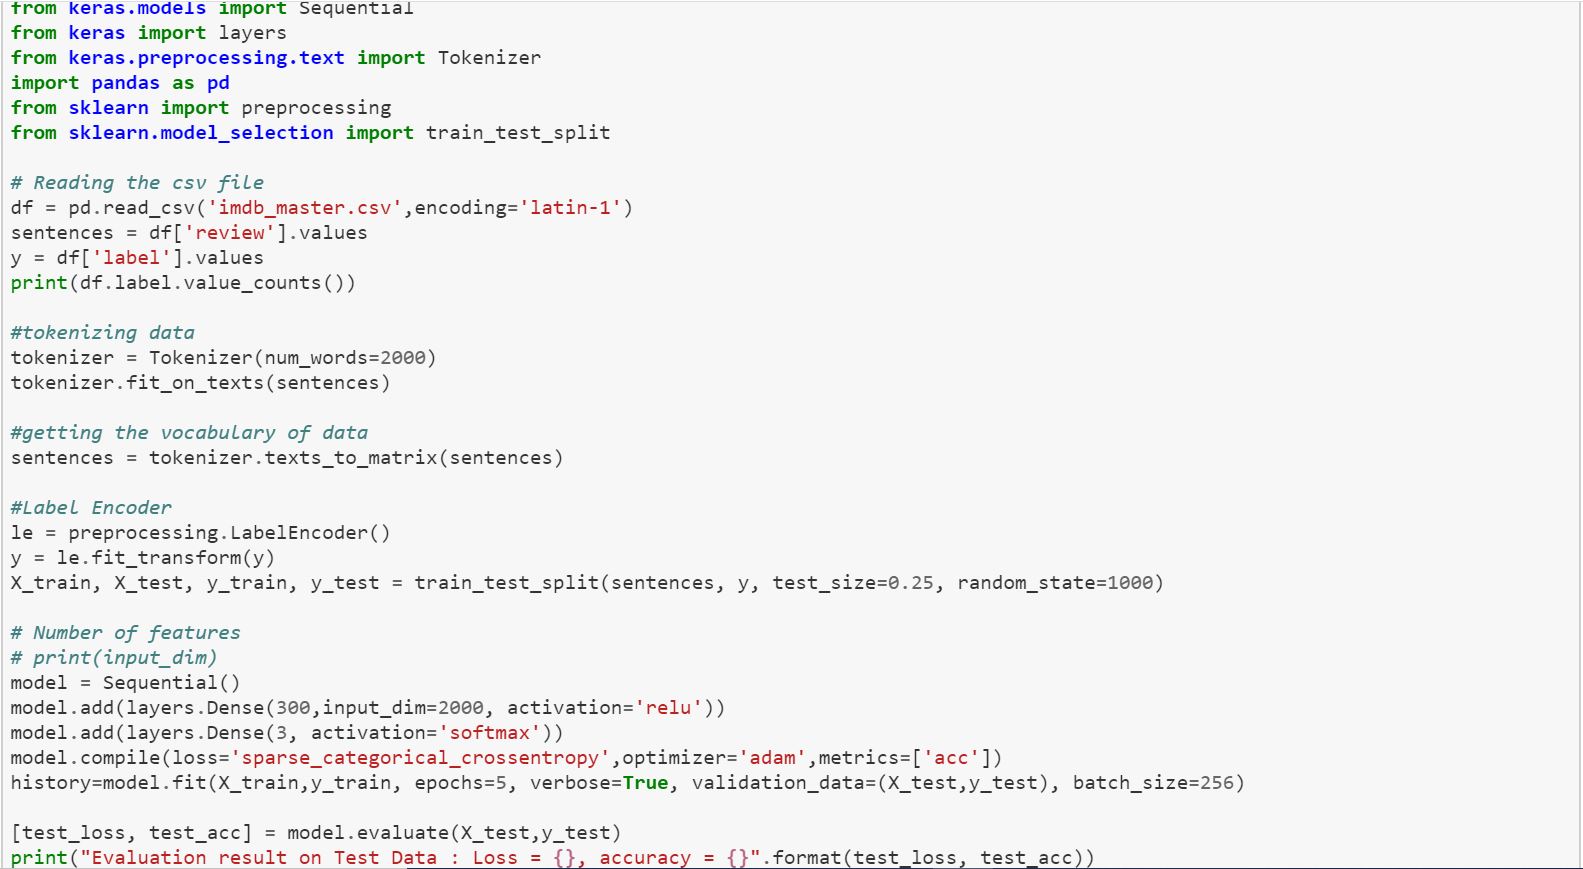 from keras.models import Sequential
from keras import layers
from keras.preprocessing.text import Tokenizer
import pandas as pd
from sklearn import preprocessing
from sklearn.model_selection import train_test_split

# Reading the csv file
df = pd.read_csv('imdb_master.csv',encoding='latin-1')
sentences = df['review'].values
y = df['label'].values
print(df.label.value_counts())

#tokenizing data
tokenizer = Tokenizer(num_words=2000)
tokenizer.fit_on_texts(sentences)

#getting the vocabulary of data
sentences = tokenizer.texts_to_matrix(sentences)

#Label Encoder
le = preprocessing.LabelEncoder()
y = le.fit_transform(y)
X_train, X_test, y_train, y_test = train_test_split(sentences, y, test_size=0.25, random_state=1000)

# Number of features
# print(input_dim)
model = Sequential()
model.add(layers.Dense(300,input_dim=2000, activation='relu'))
model.add(layers.Dense(3, activation='softmax'))
model.compile(loss='sparse_categorical_crossentropy',optimizer='adam',metrics=['acc'])
history=model.fit(X_train,y_train, epochs=5, verbose=True, validation_data=(X_test,y_test), batch_size=256)

[test_loss, test_acc] = model.evaluate(X_test,y_test)
print("Evaluation result on Test Data : Loss = {}, accuracy = {}".format(test_loss, test_acc))